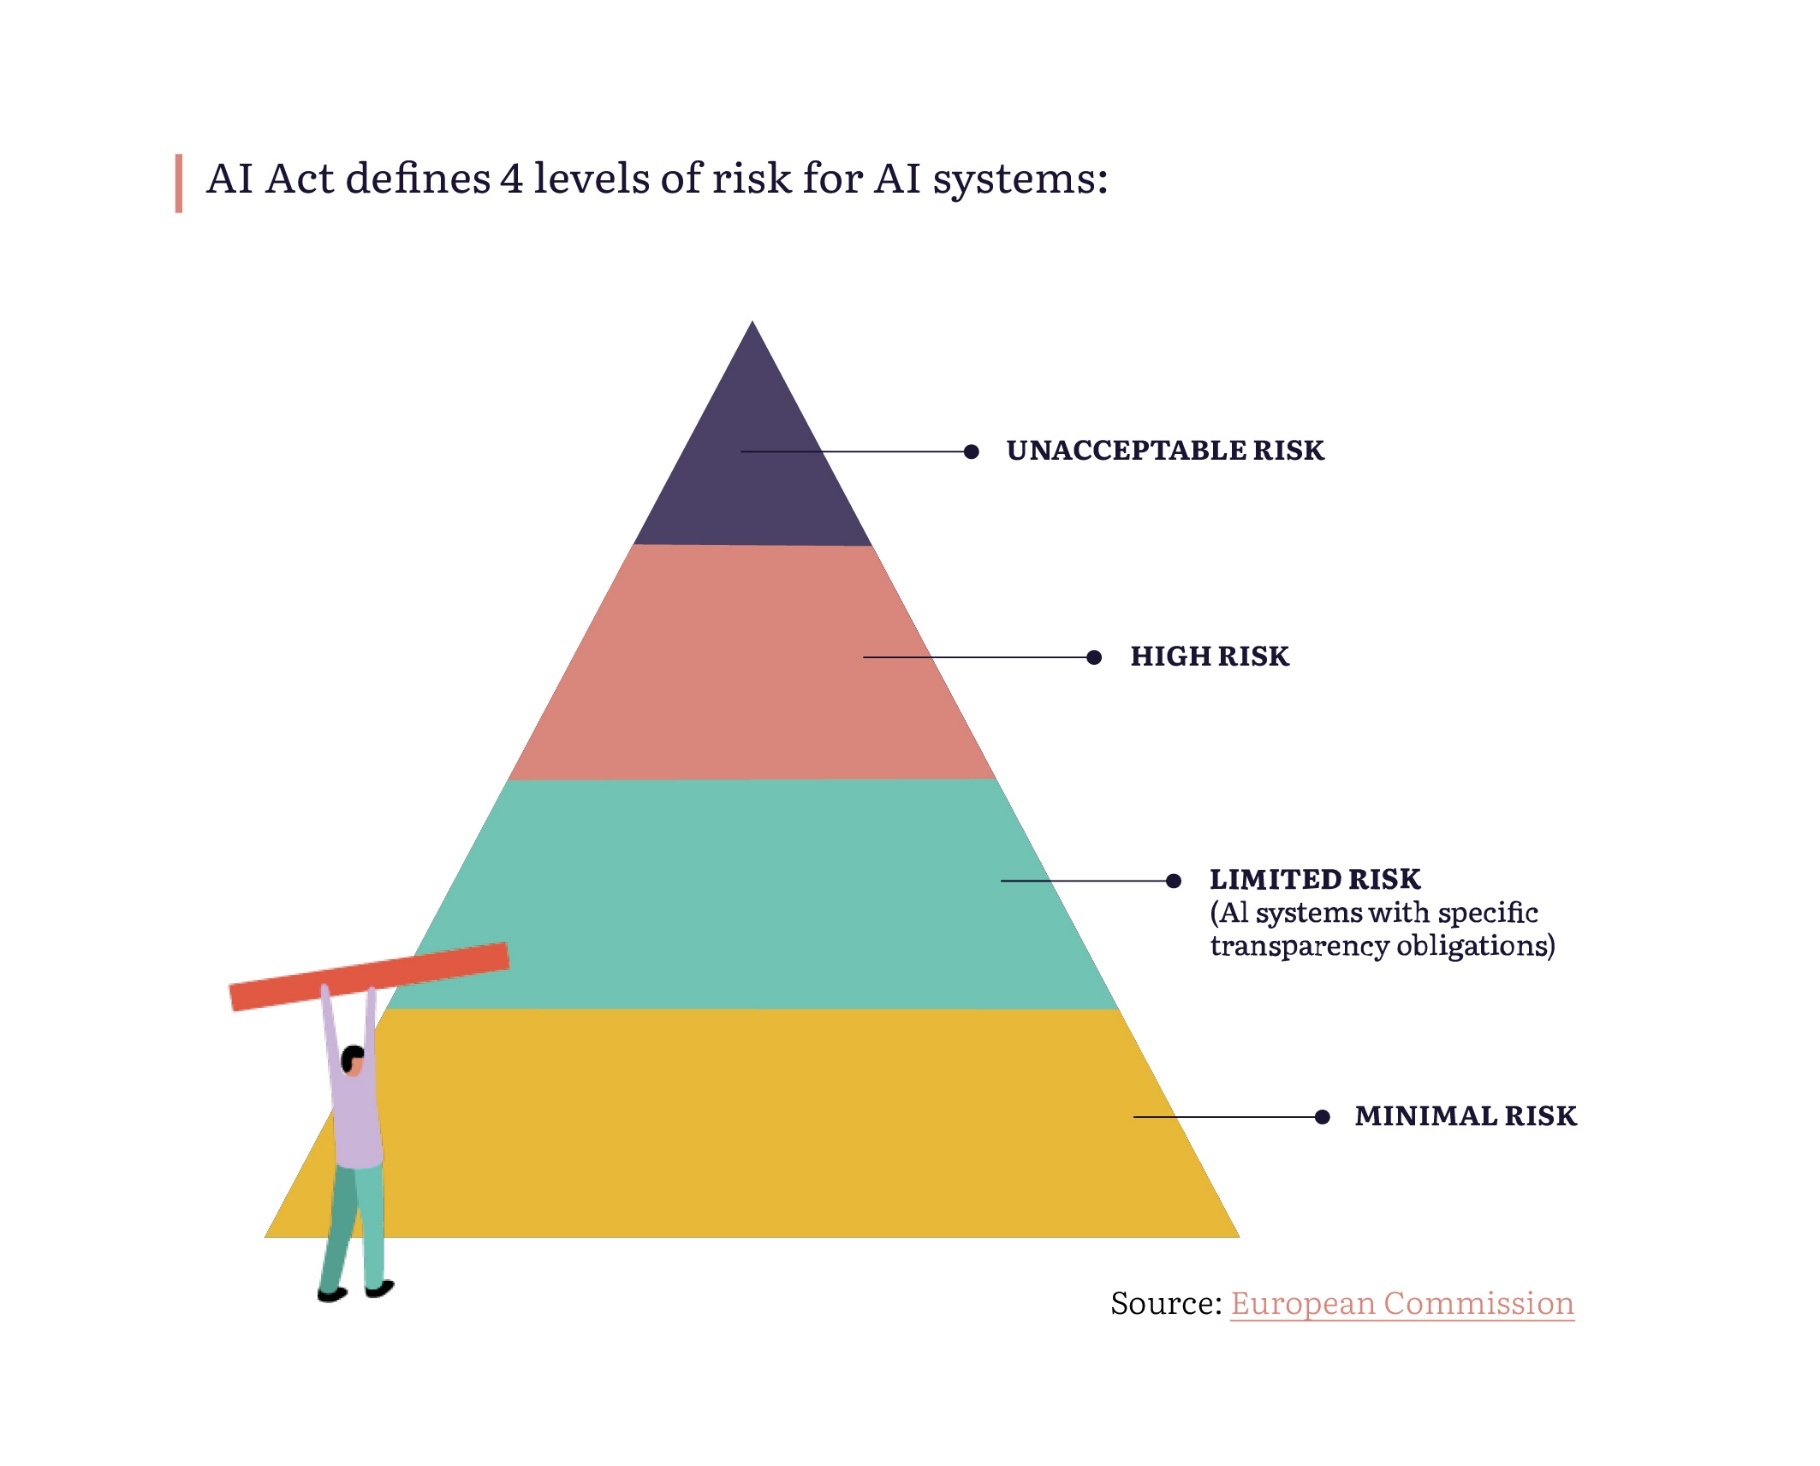 AI Act defines 4 levels of risk for AI systems:
UNACCEPTABLE RISK
HIGH RISK
LIMITED RISK
(Al systems with specific
transparency obligations)
MINIMAL RISK
Source: European Commission